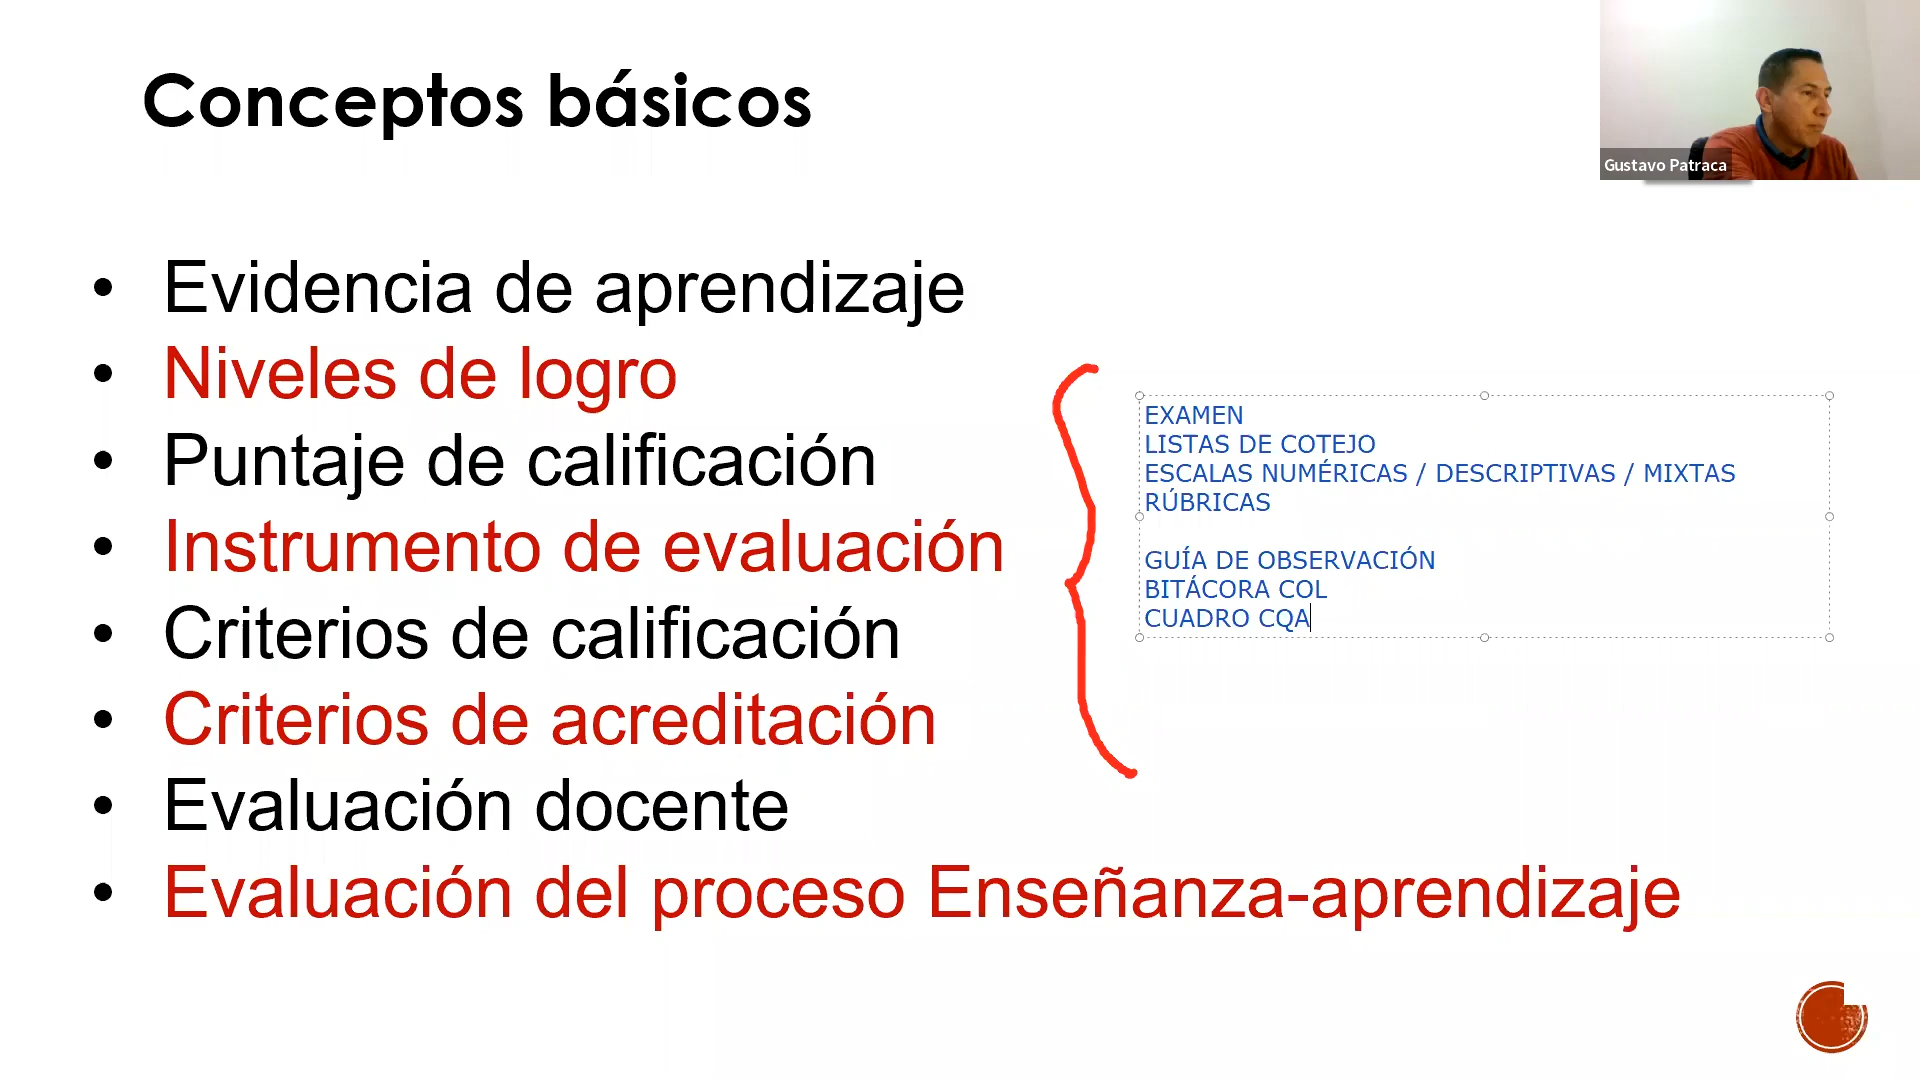 Conceptos básicos
Gustavo Patraca
• Evidencia de aprendizaje
• Niveles de logro
• Puntaje de calificación
• Instrumento de evaluación
• Criterios de calificación
• Criterios de acreditación
• Evaluación docente
• Evaluación del proceso Enseñanza-aprendizaje
EXAMEN
LISTAS DE COTEJO
ESCALAS NUMÉRICAS / DESCRIPTIVAS / MIXTAS
RÚBRICAS
GUÍA DE OBSERVACIÓN
BITÁCORA COL
CUADRO CQA